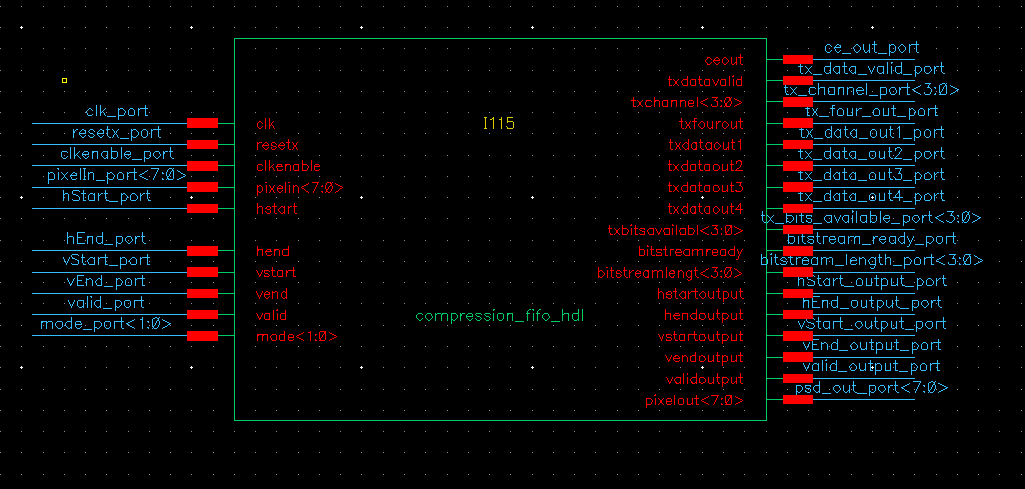 clk_port
resetx_port
clkenable_port
pixelIn_port<7:0>
hStart_port
hEnd_port
vStart_port
vEnd_port
valid_port
mode_port<1:0>
clk
resetx
clkenable
pixelin<7:0>
hstart
hend
vstart
vend
valid
mode<1:0>
I115
compression_fifo_hdl
ceout
txdatavalid
txchannel<3:0>
txfourout
txdataout1
txdataout2
txdataout3
txdataout4
txbitsavailabl<3:0>
bitstreamready
bitstreamlengt<3:0>
hstartoutput
hendoutput
vstartoutput
vendoutput
validoutput
pixelout<7:0>
ce_out_port
tx_data_valid_port
tx_channel_port<3:0>
tx_four_out_port
tx_data_out1_port
tx_data_out2_port
tx_data_out3_port
tx_data_out4_port
tx_bits_available_port<3:0>
bitstream_ready_port
bitstream_length_port<3:0>
hStart_output_port
hEnd_output_port
vStart_output_port
vEnd_output_port
valid_output_port
psd_out_port<7:0>